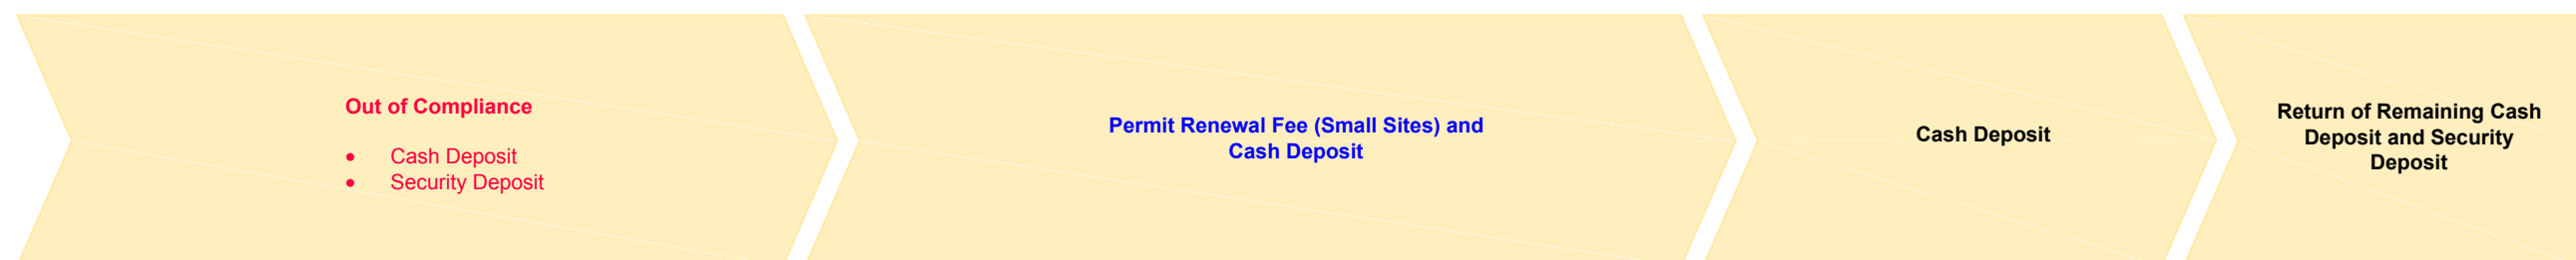 Out of Compliance
• Cash Deposit
• Security Deposit
Permit Renewal Fee (Small Sites) and
Cash Deposit
Cash Deposit
Return of Remaining Cash
Deposit and Security
Deposit